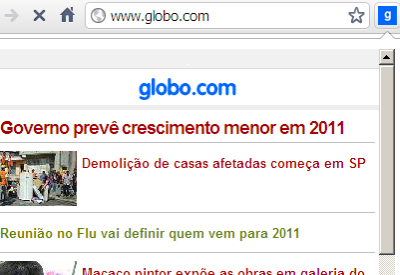 www.globo.com
g
globo.com
Governo prevê crescimento menor em 2011
Demolição de casas afetadas começa em SP
Reunião no Flu vai definir quem vem para 2011
Macaco pintor expõe as obras em galeria do